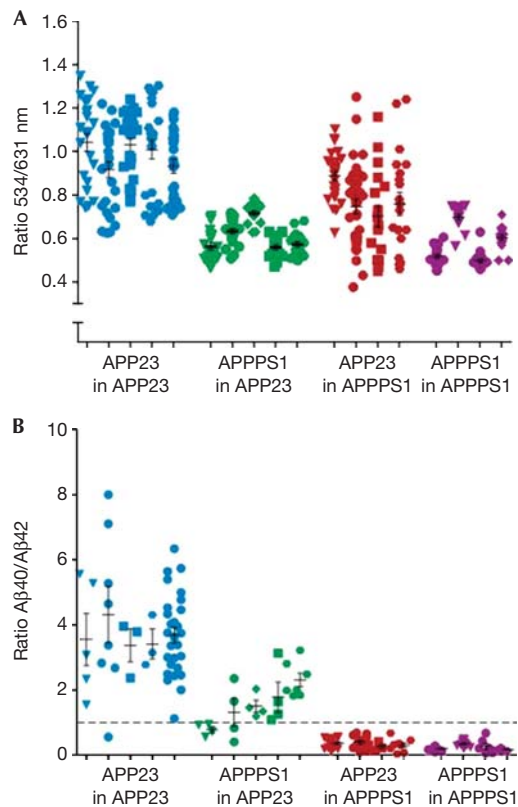 A
1.6
1.4
1.2
1.0
0.8
0.6
0.4
Ratio 534/631 nm
APP23 APPPS1 APP23 APPPS1
in APP23 in APP23 in APPPS1 in APPPS1
B
10
8
6
4
2
0
Ratio Aβ40/Aβ42
APP23 APPPS1 APP23 APPPS1
in APP23 in APP23 in APPPS1 in APPPS1